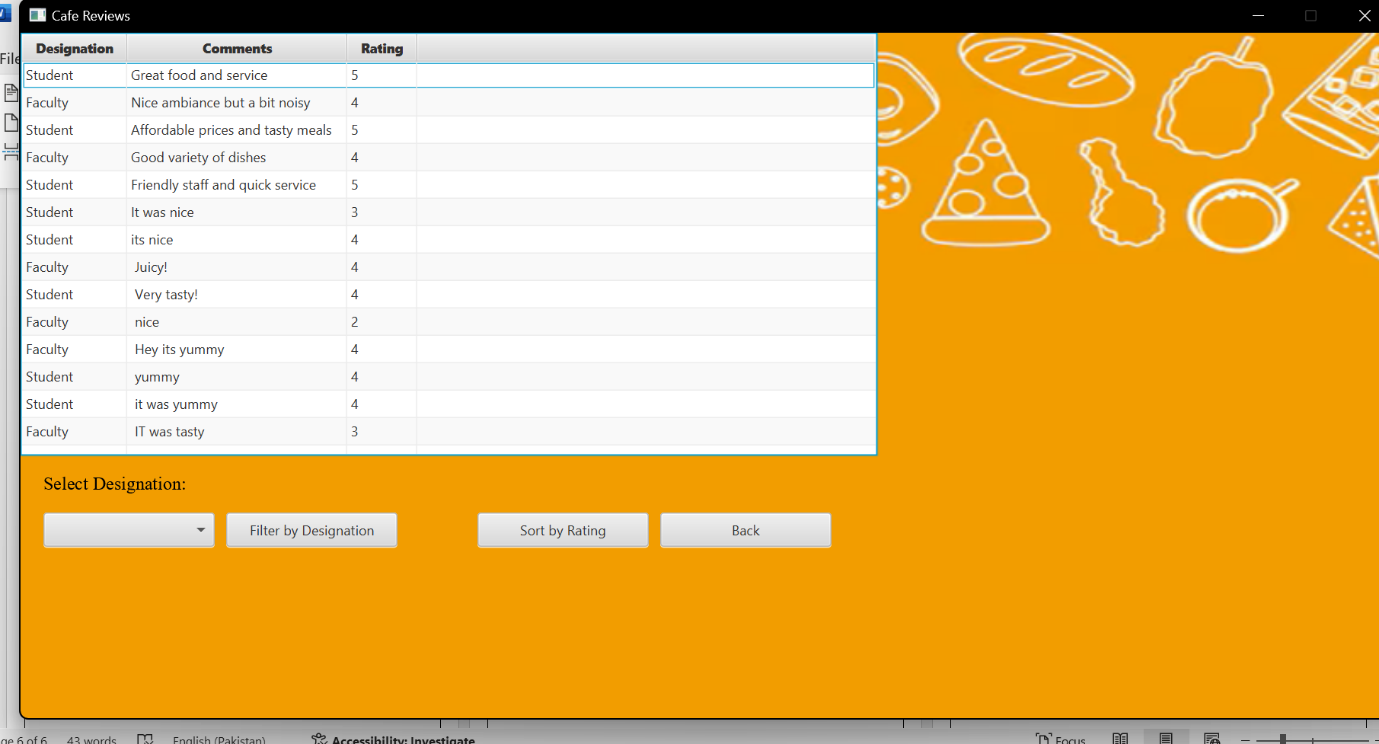 Cafe Reviews
File
Designation Comments Rating
Student Great food and service 5
Faculty Nice ambiance but a bit noisy 4
Student Affordable prices and tasty meals 5
Faculty Good variety of dishes 4
Student Friendly staff and quick service 5
Student It was nice 3
Student its nice 4
Faculty Juicy! 4
Student Very tasty! 4
Faculty nice 2
Faculty Hey its yummy 4
Student yummy 4
Student it was yummy 4
Faculty IT was tasty 3
Select Designation:
Filter by Designation Sort by Rating Back
ge 6 of 6 43 words English (Pakistan) Accessibility: Investigate Focus